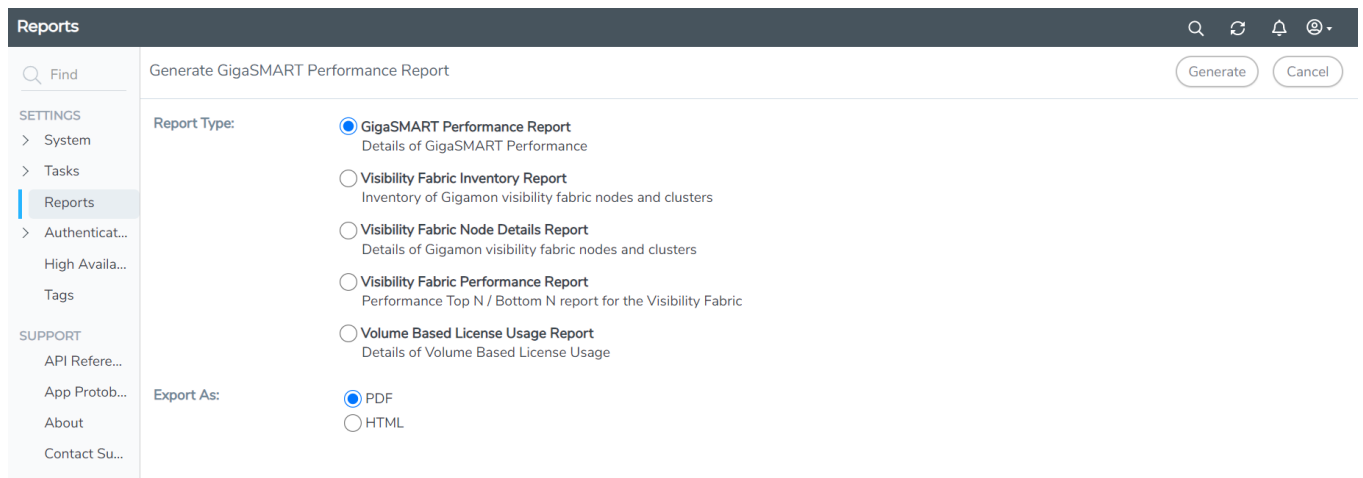 Reports
Find
Generate GigaSMART Performance Report
Generate
Cancel
SETTINGS
System
Tasks
Reports
Authenticat...
High Availa...
Tags
SUPPORT
API Refere...
App Protob...
About
Contact Su...
Report Type:
GigaSMART Performance Report
Details of GigaSMART Performance
Visibility Fabric Inventory Report
Inventory of Gigamon visibility fabric nodes and clusters
Visibility Fabric Node Details Report
Details of Gigamon visibility fabric nodes and clusters
Visibility Fabric Performance Report
Performance Top N / Bottom N report for the Visibility Fabric
Volume Based License Usage Report
Details of Volume Based License Usage
Export As:
PDF
HTML